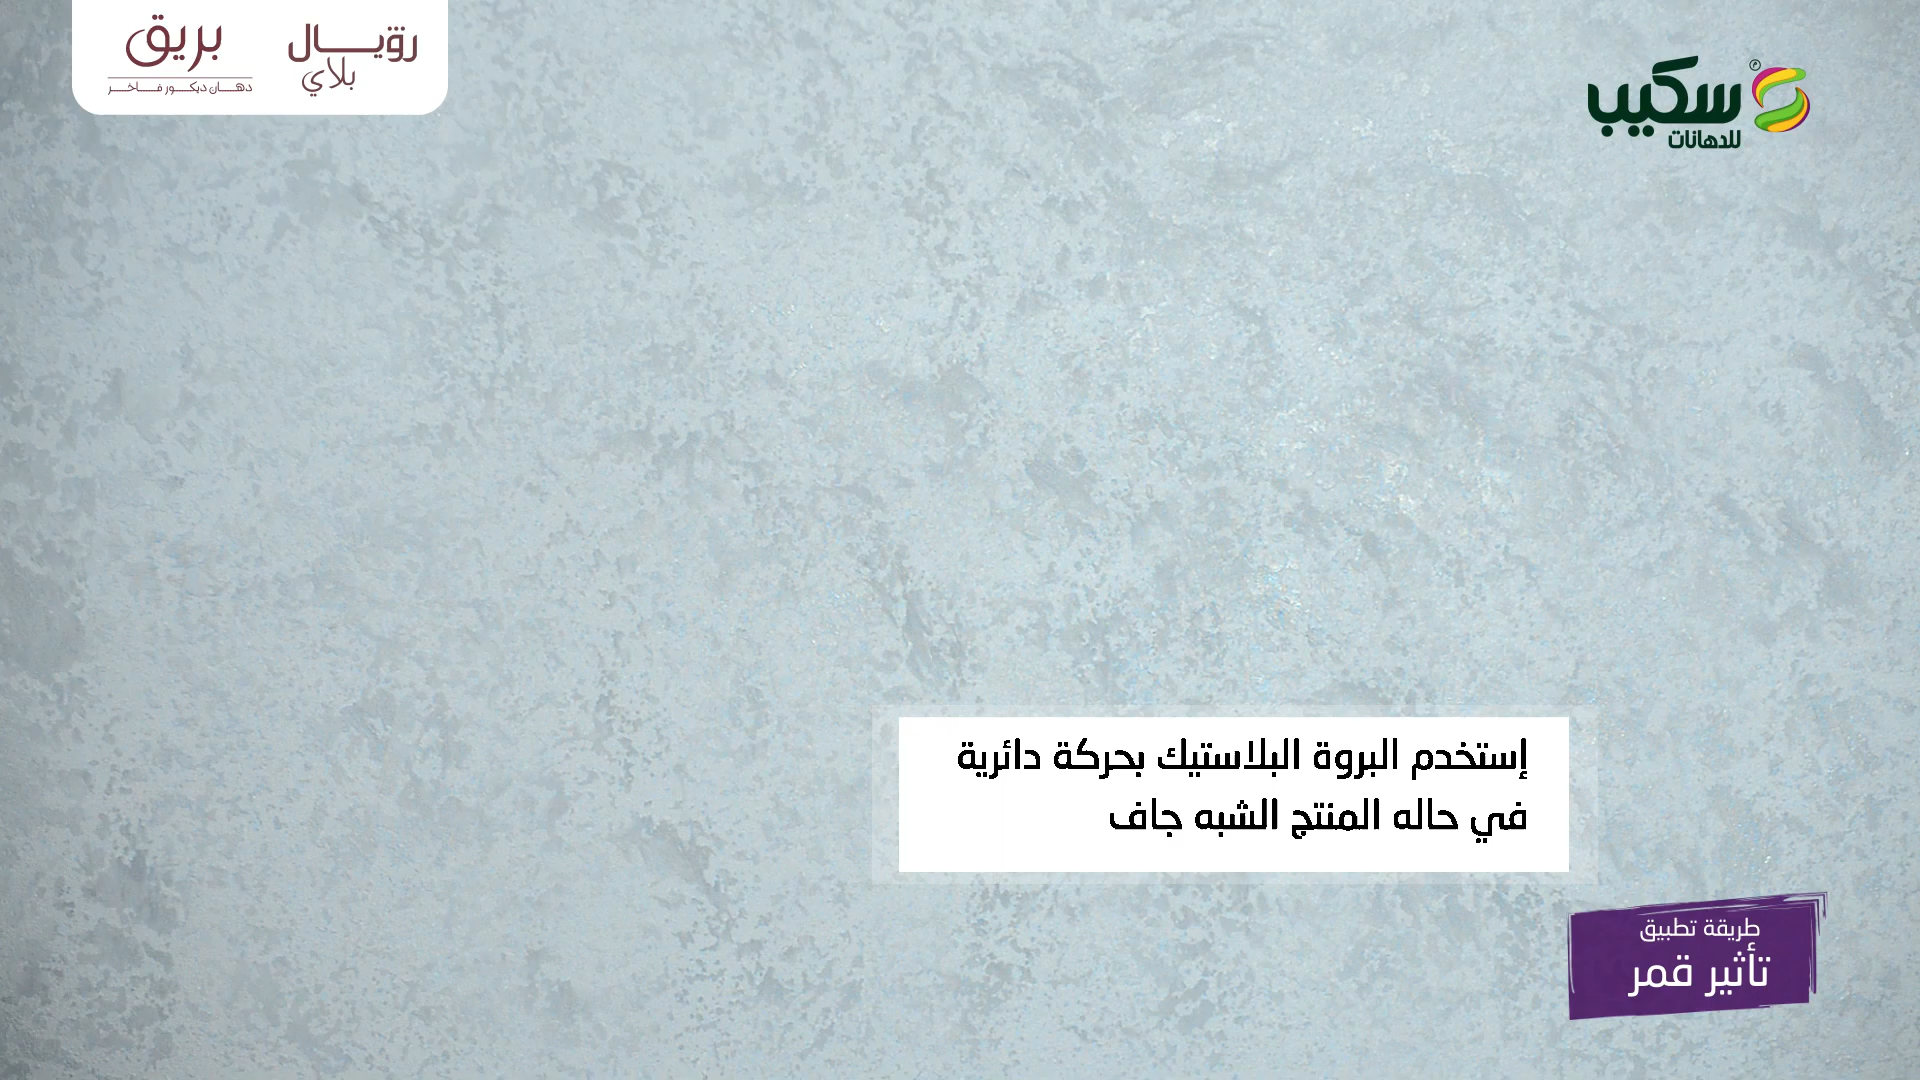 رؤيال
بلاي
بريق
دهان ديكور فاخر
سكيب
للدهانات
إستخدم البروة البلاستيك بحركة دائرية
في حاله المنتج الشبه جاف
طريقة تطبيق
تأثير قمر